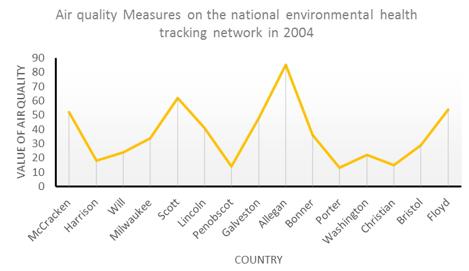 Air quality Measures on the national environmental health
tracking network in 2004
VALUE OF AIR QUALITY
90
80
70
60
50
40
30
20
10
0
McCracken
Harrison
Will
Milwaukee
Scott
Lincoln
Penobscot
Galveston
Allegan
Bonner
Porter
Washington
Christian
Bristol
Floyd
COUNTRY